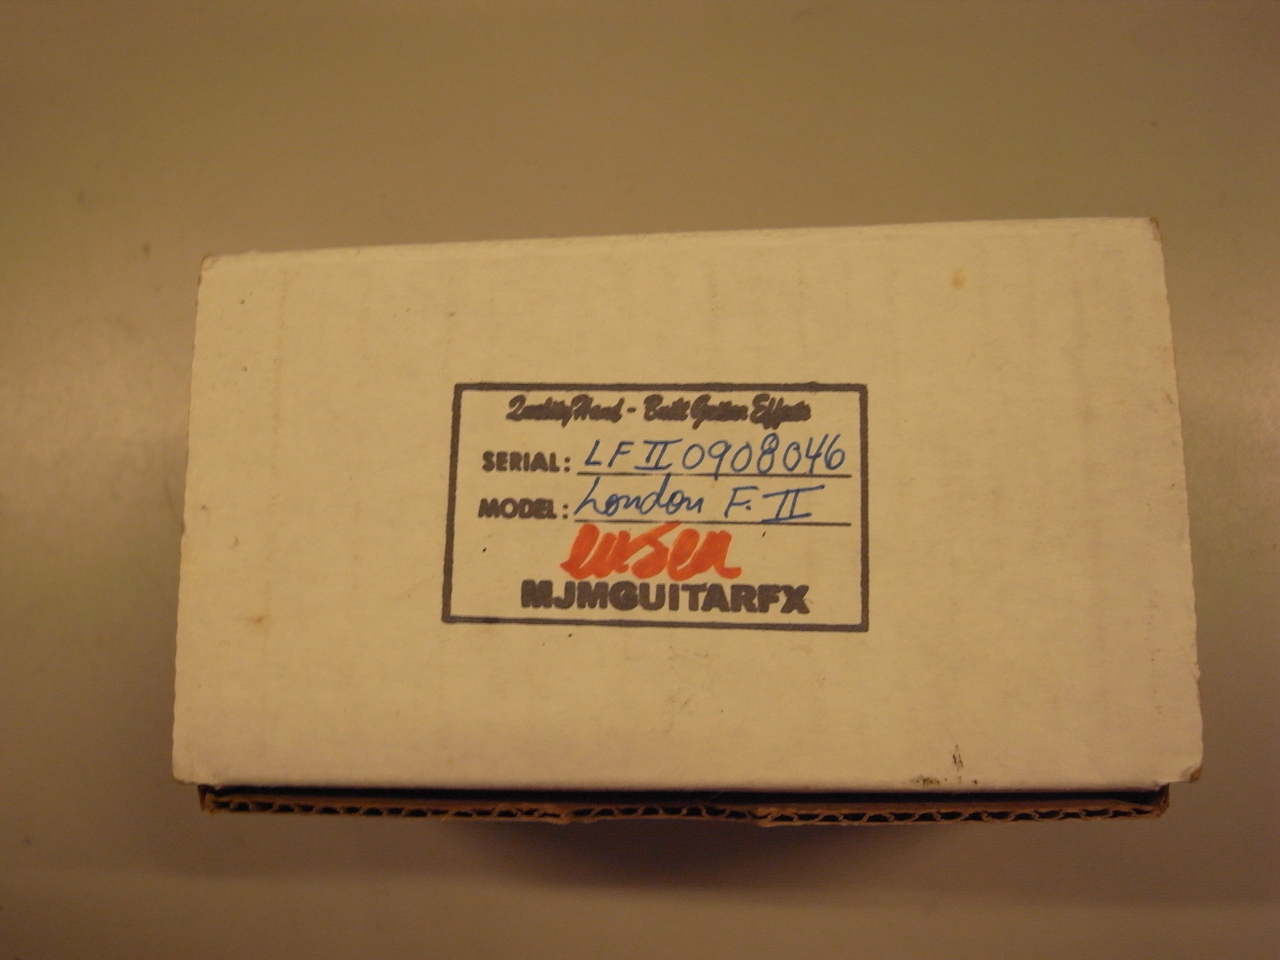 Quality Hand - Built Guitar Effects
SERIAL: LF II 0908046
MODEL: London F. II
MJMGUITARFX